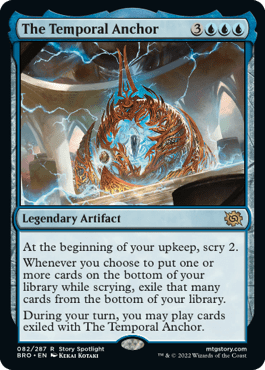 The Temporal Anchor 3
Legendary Artifact
At the beginning of your upkeep, scry 2.
Whenever you choose to put one or
more cards on the bottom of your
library while scrying, exile that many
cards from the bottom of your library.
During your turn, you may play cards
exiled with The Temporal Anchor.
082/287 R Story Spotlight mtgstory.com
BRO • EN Kekai Kotaki ™ & © 2022 Wizards of the Coast